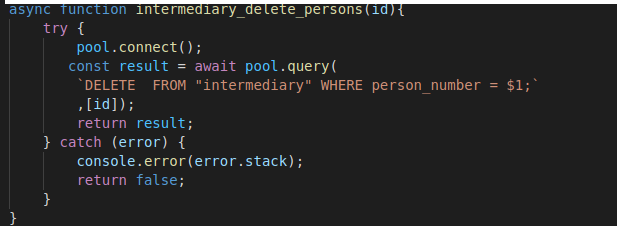 async function intermediary_delete_persons(id){
try {
pool.connect();
const result = await pool.query(
`DELETE  FROM "intermediary" WHERE person_number = $1;`
,[id]);
return result;
} catch (error) {
console.error(error.stack);
return false;
}
}